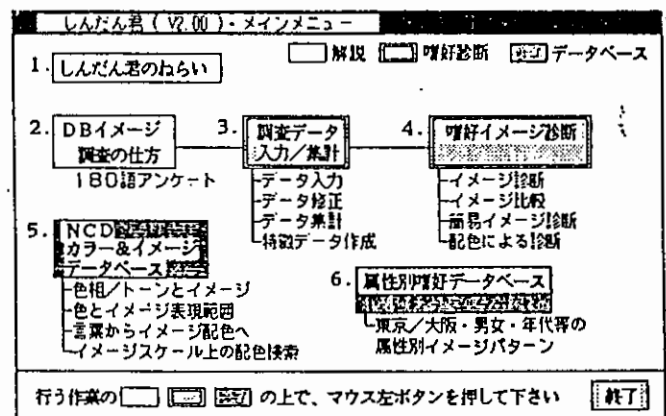 しんだん君 ( V2.00 )・メインメニュー
解説 嗜好診断 データベース
1. しんだん君のねらい
2. DBイメージ
調査の仕方
180語アンケート
3. 調査データ
入力/集計
データ入力
データ修正
データ集計
特徴データ作成
4. 嗜好イメージ診断
イメージ診断
イメージ比較
簡易イメージ診断
配色による診断
5. NCD
カラー&イメージ
データベース
色相/トーンとイメージ
色とイメージ表現範囲
言葉からイメージ配色へ
イメージスケール上の配色検索
6. 属性別嗜好データベース
東京/大阪・男女・年代等の
属性別イメージパターン
行う作業の の上で、マウス左ボタンを押して下さい 終了